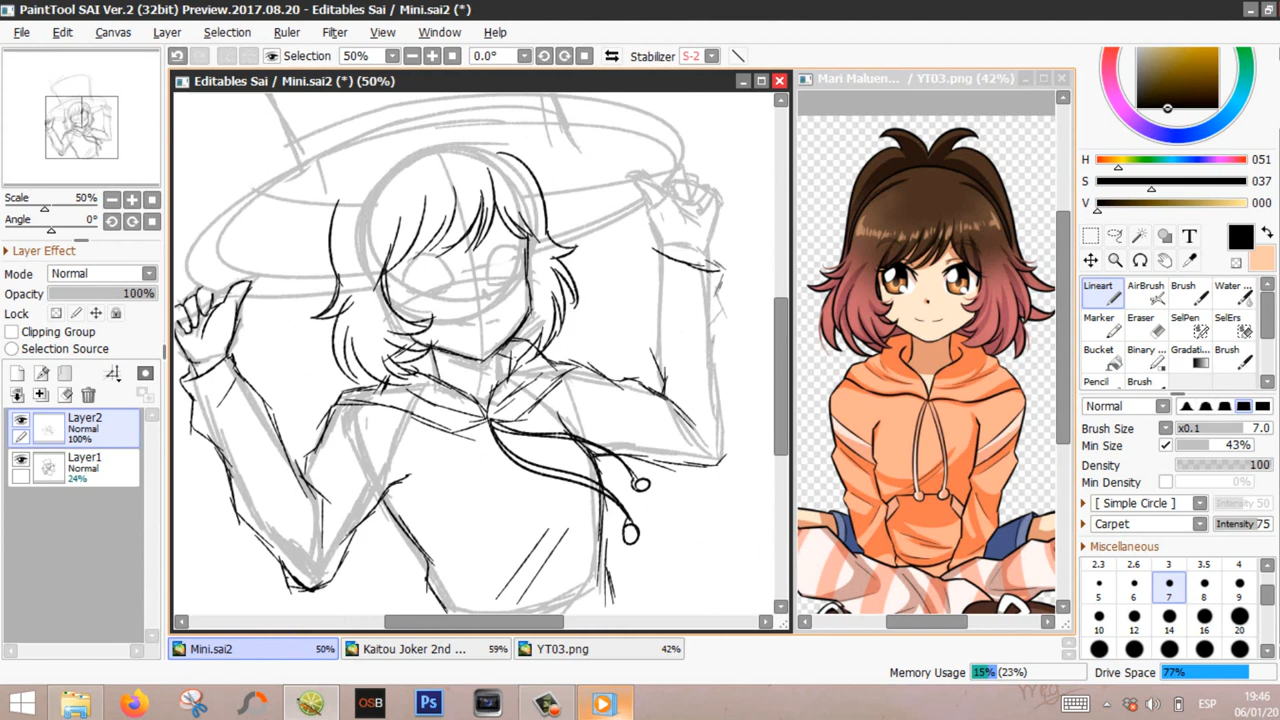 PaintTool SAI Ver.2 (32bit) Preview.2017.08.20 - Editables Sai / Mini.sai2 (*)
File Edit Canvas Layer Selection Ruler Filter View Window Help
Selection 50% 0.0° Stabilizer S-2
Editables Sai / Mini.sai2 (*) (50%)
Mari Maluen... / YT03.png (42%)
H 051
S 037
V 000
Scale 50%
Angle 0°
Layer Effect
Mode Normal
Opacity 100%
Lock
Clipping Group
Selection Source
Layer2
Normal
100%
Layer1
Normal
24%
T
Lineart AirBrush Brush Water ...
Marker Eraser SelPen SelErs
Bucket Binary ... Gradati... Brush
Pencil Brush
Normal
Brush Size x0.1 7.0
Min Size 43%
Density 100
Min Density 0%
[ Simple Circle ] Intensity 50
Carpet Intensity 75
Miscellaneous
2.3 2.6 3 3.5 4
5 6 7 8 9
10 12 14 16 20
Mini.sai2 50% Kaitou Joker 2nd ... 59% YT03.png 42%
Memory Usage 15% (23%) Drive Space 77%
OSB Ps ESP 19:46
06/01/20